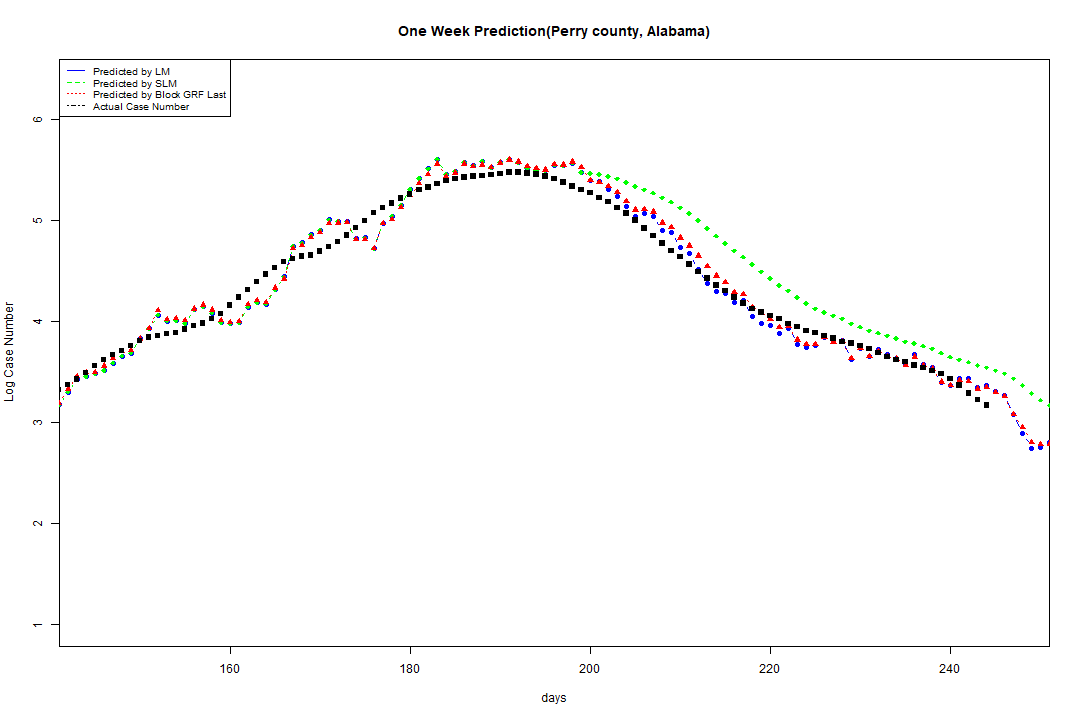 One Week Prediction(Perry county, Alabama)
Predicted by LM
Predicted by SLM
Predicted by Block GRF Last
Actual Case Number
Log Case Number
6
5
4
3
2
1
160 180 200 220 240
days